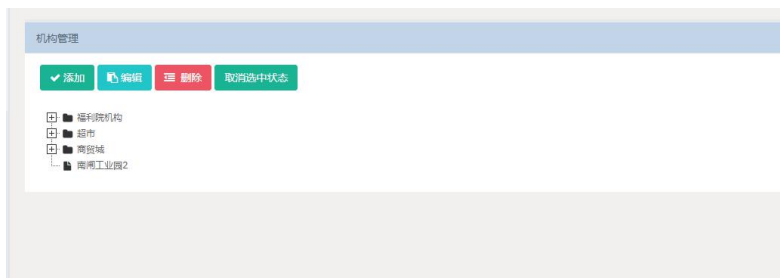 机构管理
添加 编辑 删除 取消选中状态
福利院机构
超市
商贸城
南闸工业园2